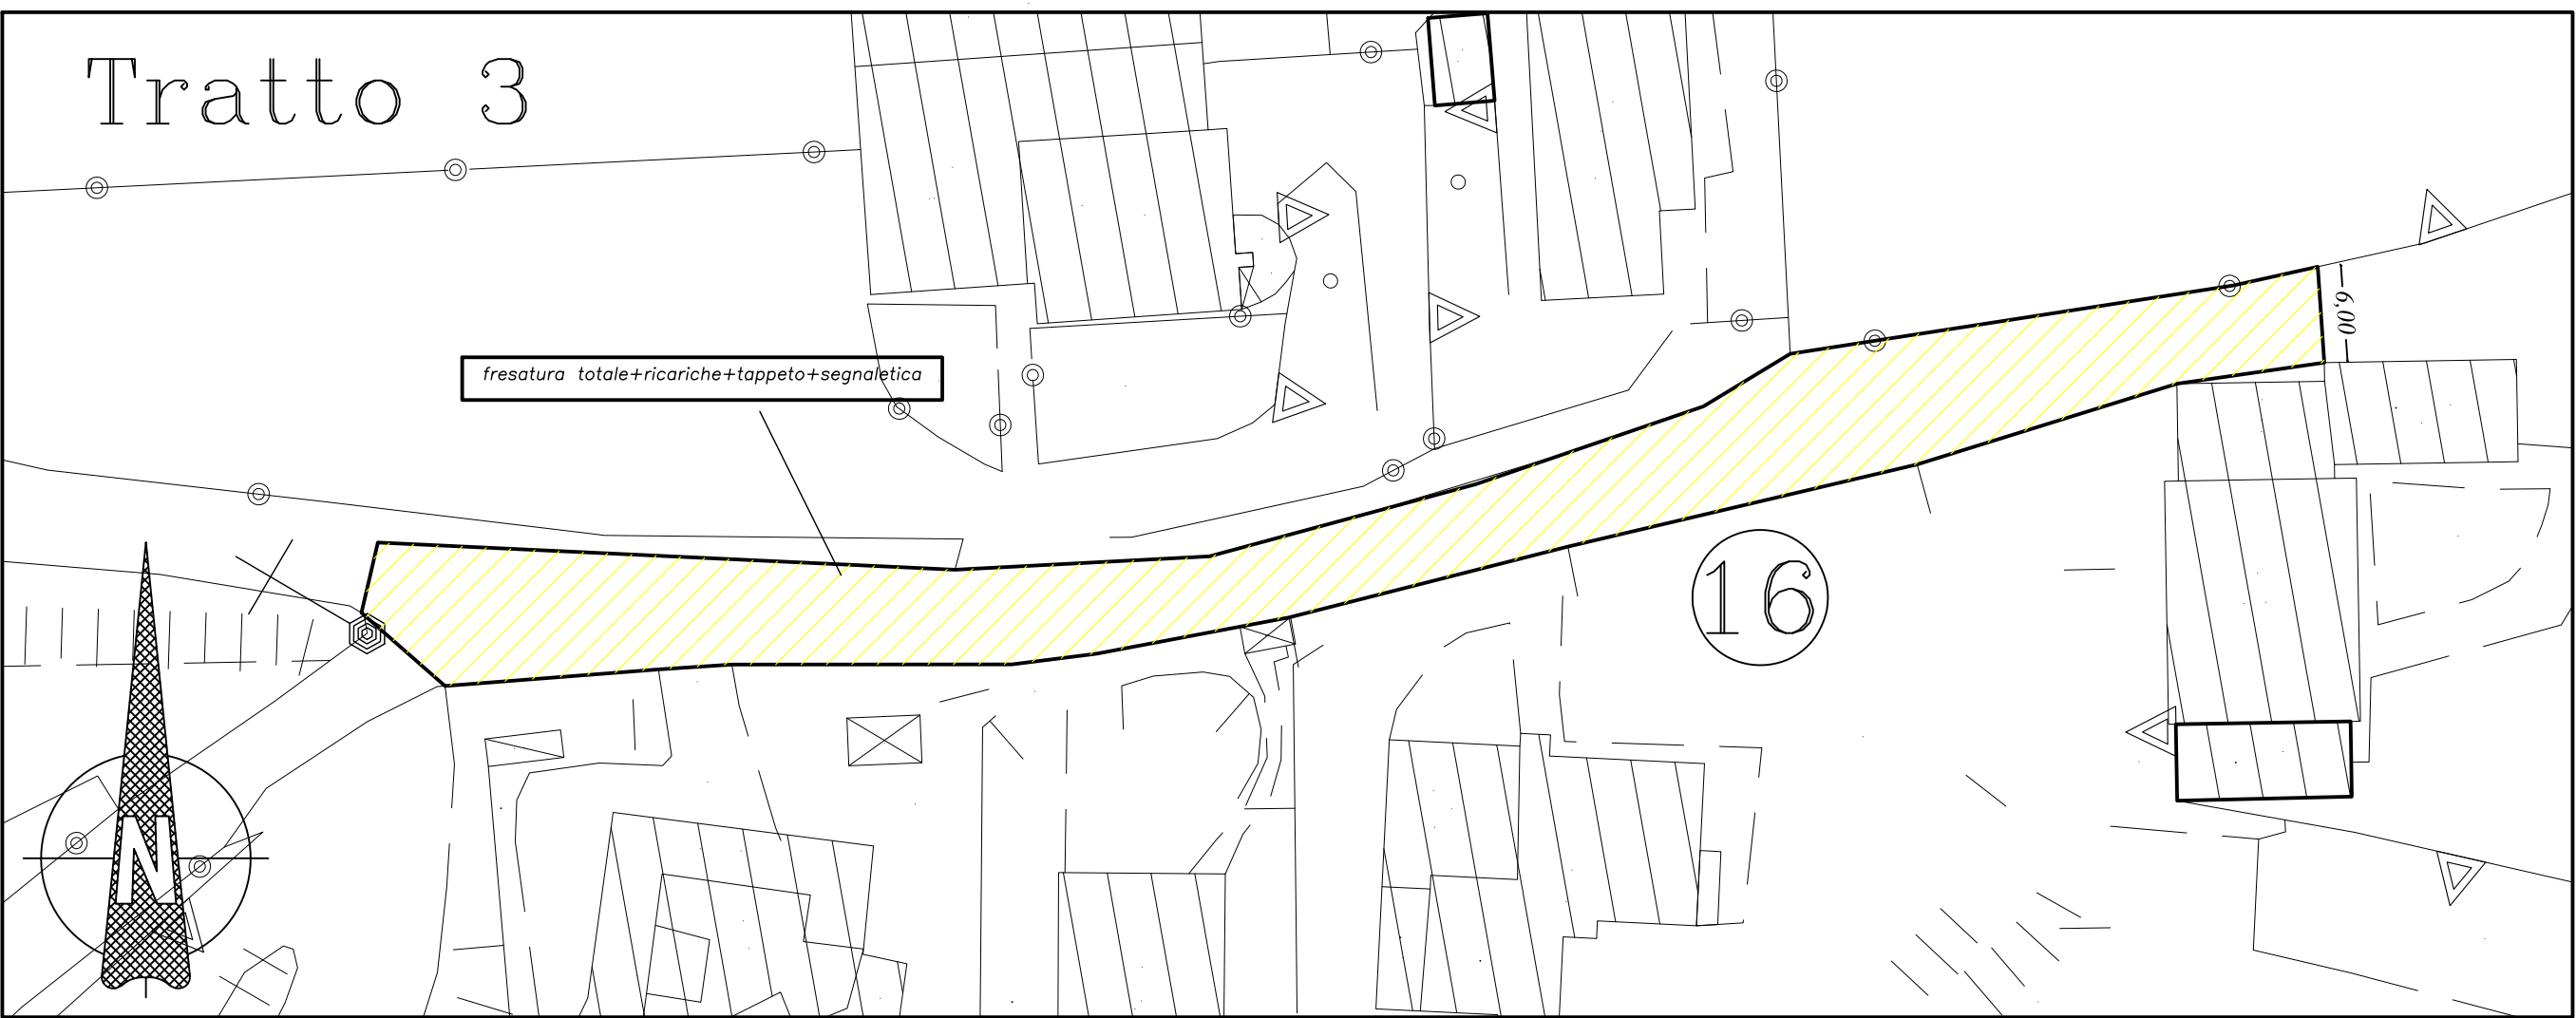 Tratto 3
fresatura totale+ricariche+tappeto+segnaletica
6,00
16
N